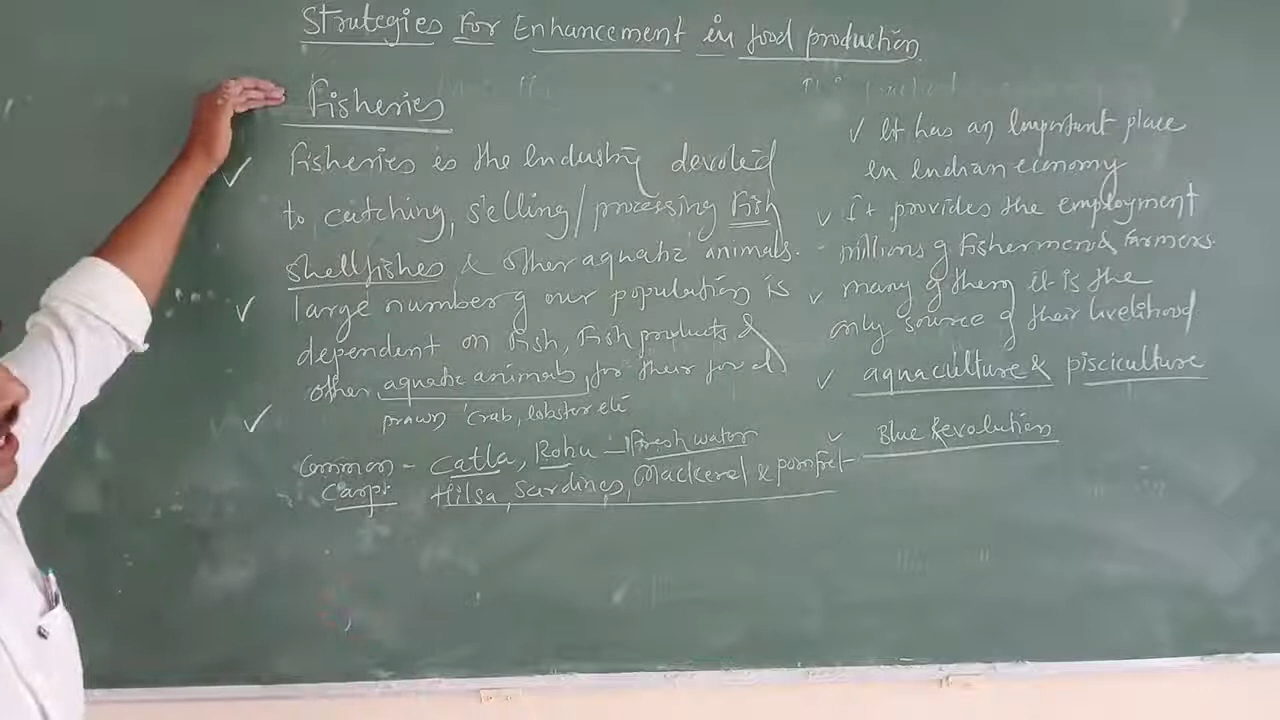 Strategies For Enhancement in food production
Fisheries
Fisheries is the Industry devoted
to catching, selling/processing Fish
shellfishes & other aquatic animals.
large number of our population is
dependent on Fish, Fish products &
other aquatic animals, for their food
prawn crab, lobster etc
Common - Catla, Rohu - Fresh water
Carp
Hilsa, Sardines, Mackerel & pomfret
It has an Important place
in Indian economy
It provides the employment
millions of Fishermen & farmers.
many of them it is the
only source of their livelihood
aquaculture & pisciculture
Blue Revolution